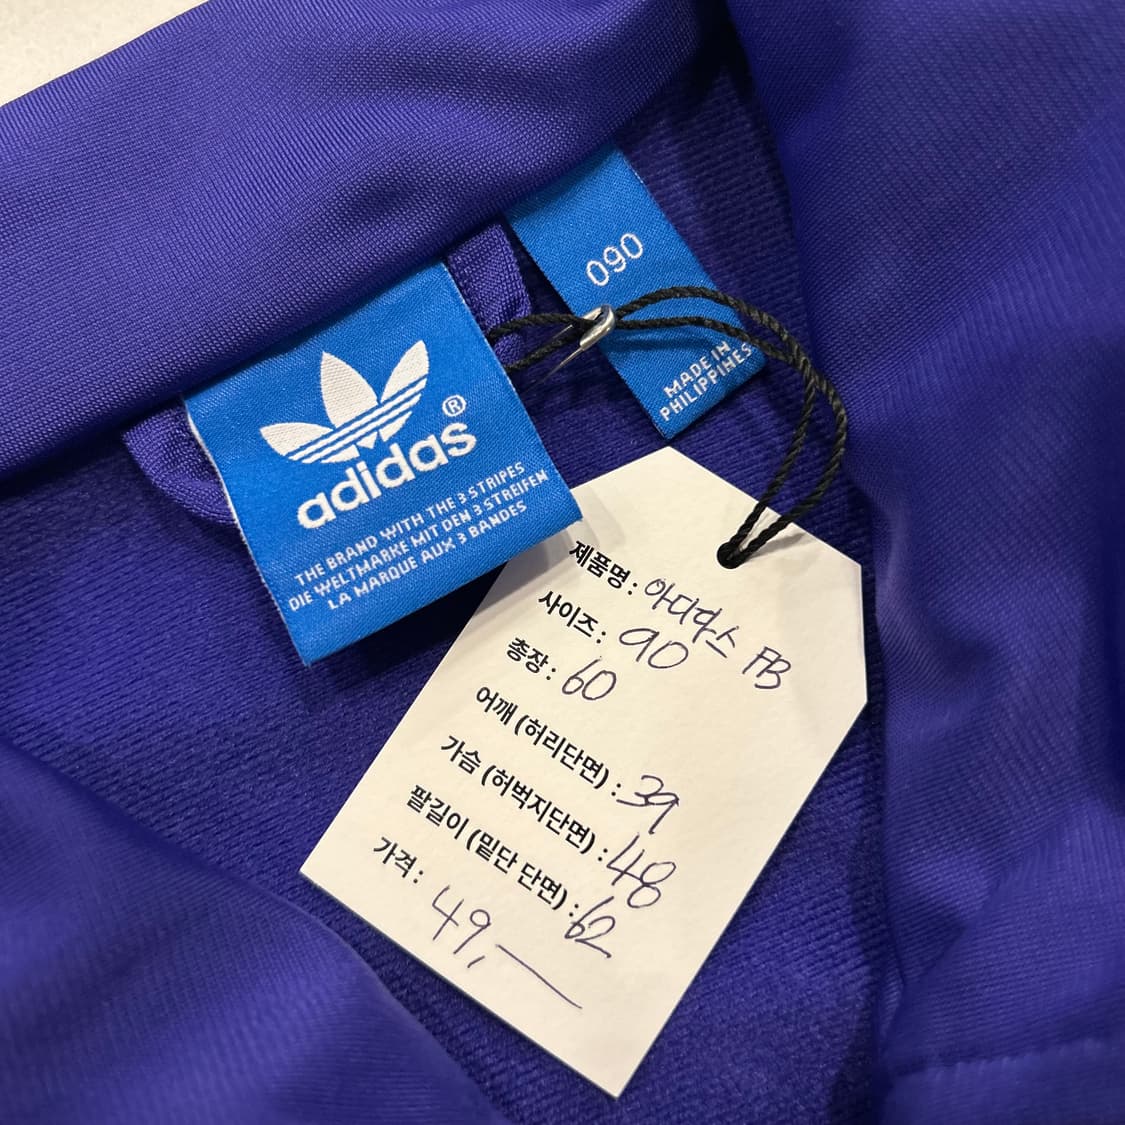 090
MADE IN
PHILIPPINES
adidas®
THE BRAND WITH THE 3 STRIPES
DIE WELTMARKE MIT DEN 3 STREIFEN
LA MARQUE AUX 3 BANDES
제품명 : 아디다스 FB
사이즈 : 90
총장 : 60
어깨 (허리단면) : 39
가슴 (허벅지단면) : 48
팔길이 (밑단 단면) : 62
가격 : 49,—